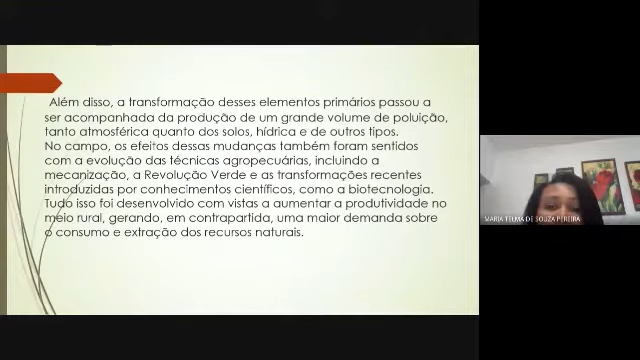 Além disso, a transformação desses elementos primários passou a
ser acompanhada da produção de um grande volume de poluição,
tanto atmosférica quanto dos solos, hídrica e de outros tipos.
No campo, os efeitos dessas mudanças também foram sentidos
com a evolução das técnicas agropecuárias, incluindo a
mecanização, a Revolução Verde e as transformações recentes
introduzidas por conhecimentos científicos, como a biotecnologia.
Tudo isso foi desenvolvido com vistas a aumentar a produtividade no
meio rural, gerando, em contrapartida, uma maior demanda sobre
o consumo e extração dos recursos naturais.
MARIA TELMA DE SOUZA PEREIRA